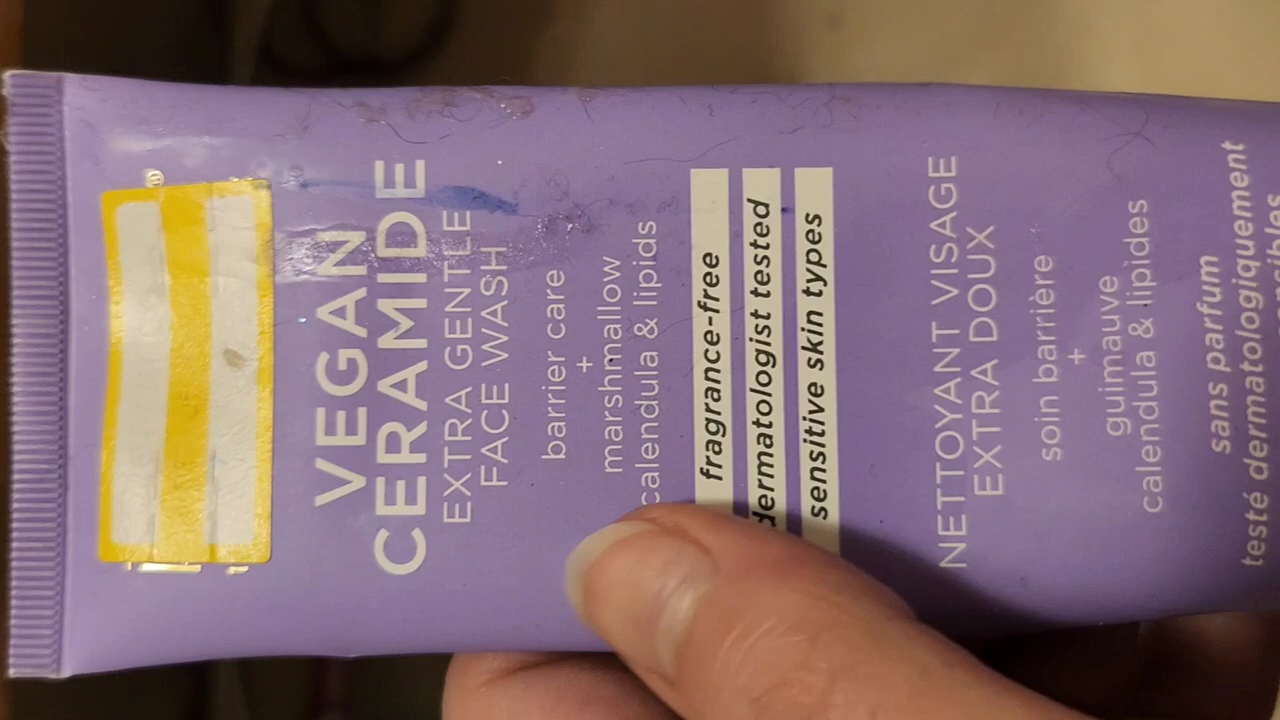 VEGAN
CERAMIDE
EXTRA GENTLE
FACE WASH
barrier care
+
marshmallow
calendula & lipids
fragrance-free
dermatologist tested
sensitive skin types
NETTOYANT VISAGE
EXTRA DOUX
soin barrière
+
guimauve
calendula & lipides
sans parfum
testé dermatologiquement